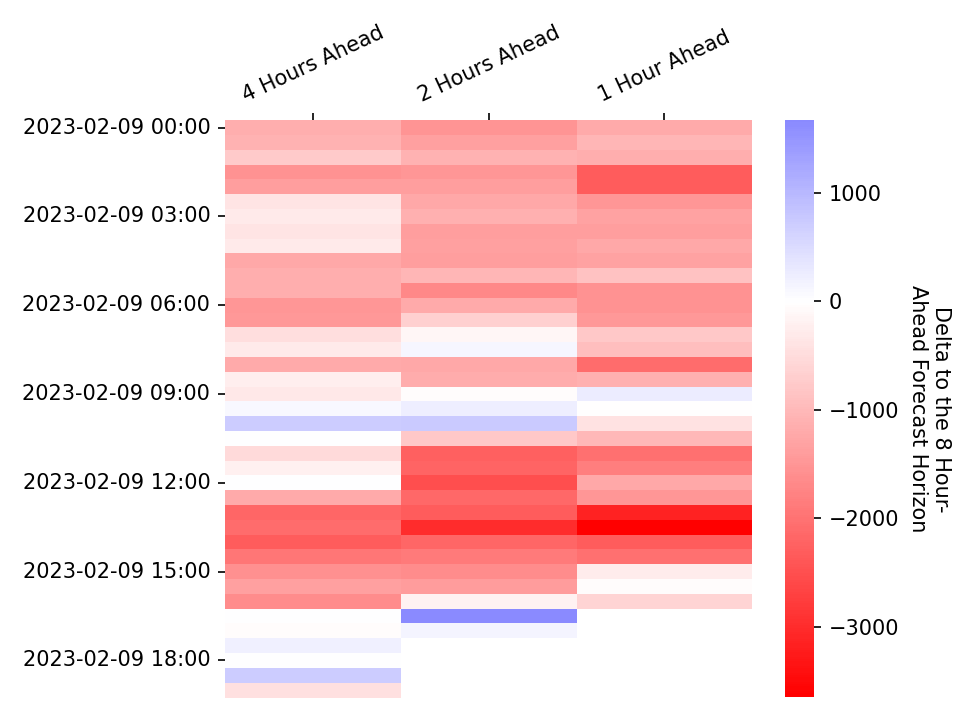 4 Hours Ahead
2 Hours Ahead
1 Hour Ahead
2023-02-09 00:00
2023-02-09 03:00
2023-02-09 06:00
2023-02-09 09:00
2023-02-09 12:00
2023-02-09 15:00
2023-02-09 18:00
1000
0
−1000
−2000
−3000
Delta to the 8 Hour-
Ahead Forecast Horizon